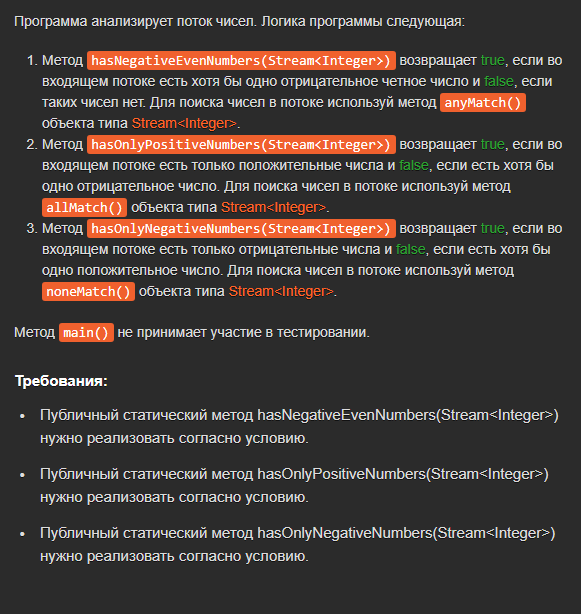 Программа анализирует поток чисел. Логика программы следующая:
1. Метод hasNegativeEvenNumbers(Stream<Integer>) возвращает true, если во
входящем потоке есть хотя бы одно отрицательное четное число и false, если
таких чисел нет. Для поиска чисел в потоке используй метод anyMatch()
объекта типа Stream<Integer>.
2. Метод hasOnlyPositiveNumbers(Stream<Integer>) возвращает true, если во
входящем потоке есть только положительные числа и false, если есть хотя бы
одно отрицательное число. Для поиска чисел в потоке используй метод
allMatch() объекта типа Stream<Integer>.
3. Метод hasOnlyNegativeNumbers(Stream<Integer>) возвращает true, если во
входящем потоке есть только отрицательные числа и false, если есть хотя бы
одно положительное число. Для поиска чисел в потоке используй метод
noneMatch() объекта типа Stream<Integer>.
Метод main() не принимает участие в тестировании.
Требования:
• Публичный статический метод hasNegativeEvenNumbers(Stream<Integer>)
нужно реализовать согласно условию.
• Публичный статический метод hasOnlyPositiveNumbers(Stream<Integer>)
нужно реализовать согласно условию.
• Публичный статический метод hasOnlyNegativeNumbers(Stream<Integer>)
нужно реализовать согласно условию.